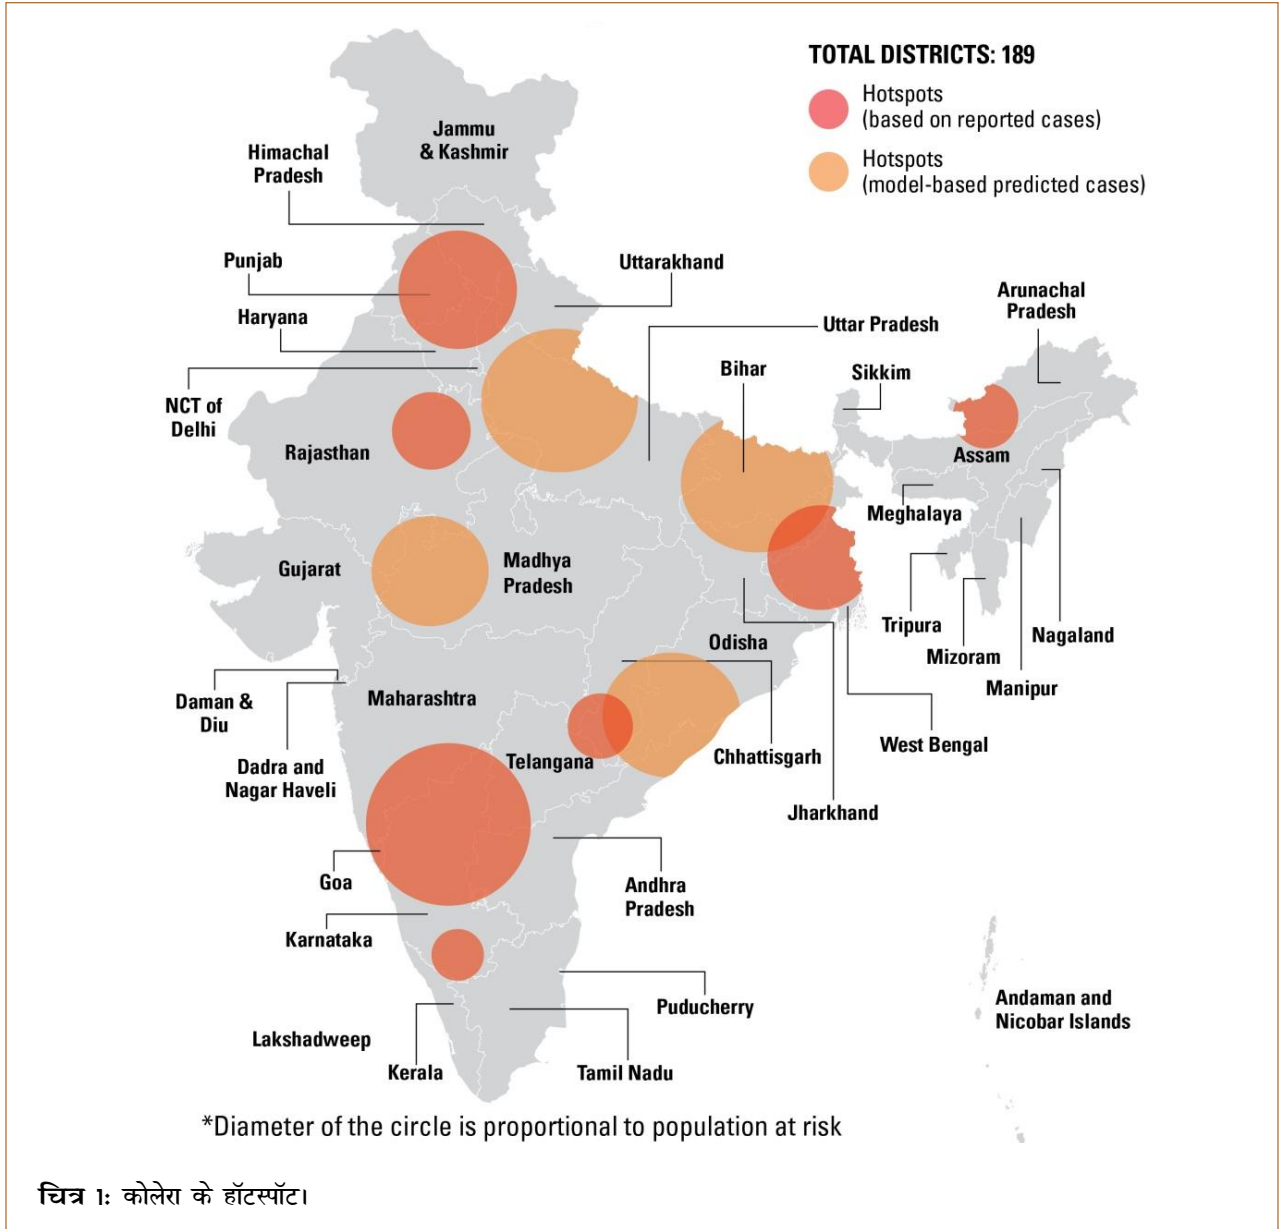 TOTAL DISTRICTS: 189
Hotspots
(based on reported cases)
Hotspots
(model-based predicted cases)
Jammu
& Kashmir
Himachal
Pradesh
Punjab
Uttarakhand
Haryana
Arunachal
Pradesh
Uttar Pradesh
Bihar
Sikkim
NCT of
Delhi
Rajasthan
Assam
Meghalaya
Gujarat
Madhya
Pradesh
Tripura
Nagaland
Odisha
Mizoram
Manipur
Daman &
Diu
Maharashtra
West Bengal
Dadra and
Nagar Haveli
Telangana
Chhattisgarh
Jharkhand
Goa
Andhra
Pradesh
Karnataka
Puducherry
Andaman and
Nicobar Islands
Lakshadweep
Kerala
Tamil Nadu
*Diameter of the circle is proportional to population at risk
चित्र 1: कोलेरा के हॉटस्पॉट।